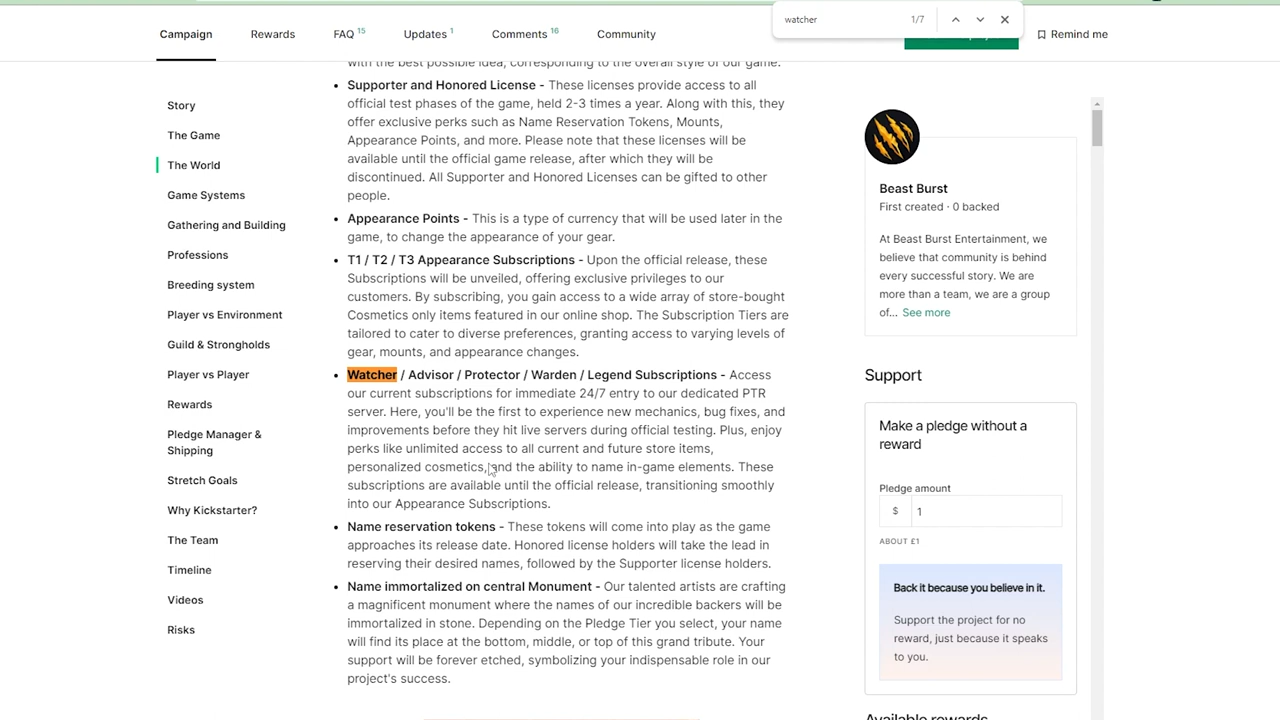 watcher
1/7
Campaign
Rewards
FAQ 15
Updates 1
Comments 16
Community
Remind me
Story
The Game
The World
Game Systems
Gathering and Building
Professions
Breeding system
Player vs Environment
Guild & Strongholds
Player vs Player
Rewards
Pledge Manager &
Shipping
Stretch Goals
Why Kickstarter?
The Team
Timeline
Videos
Risks
with the best possible idea, corresponding to the overall style of our game.
• Supporter and Honored License - These licenses provide access to all
official test phases of the game, held 2-3 times a year. Along with this, they
offer exclusive perks such as Name Reservation Tokens, Mounts,
Appearance Points, and more. Please note that these licenses will be
available until the official game release, after which they will be
discontinued. All Supporter and Honored Licenses can be gifted to other
people.
• Appearance Points - This is a type of currency that will be used later in the
game, to change the appearance of your gear.
• T1 / T2 / T3 Appearance Subscriptions - Upon the official release, these
Subscriptions will be unveiled, offering exclusive privileges to our
customers. By subscribing, you gain access to a wide array of store-bought
Cosmetics only items featured in our online shop. The Subscription Tiers are
tailored to cater to diverse preferences, granting access to varying levels of
gear, mounts, and appearance changes.
• Watcher / Advisor / Protector / Warden / Legend Subscriptions - Access
our current subscriptions for immediate 24/7 entry to our dedicated PTR
server. Here, you'll be the first to experience new mechanics, bug fixes, and
improvements before they hit live servers during official testing. Plus, enjoy
perks like unlimited access to all current and future store items,
personalized cosmetics, and the ability to name in-game elements. These
subscriptions are available until the official release, transitioning smoothly
into our Appearance Subscriptions.
• Name reservation tokens - These tokens will come into play as the game
approaches its release date. Honored license holders will take the lead in
reserving their desired names, followed by the Supporter license holders.
• Name immortalized on central Monument - Our talented artists are crafting
a magnificent monument where the names of our incredible backers will be
immortalized in stone. Depending on the Pledge Tier you select, your name
will find its place at the bottom, middle, or top of this grand tribute. Your
support will be forever etched, symbolizing your indispensable role in our
project's success.
Beast Burst
First created · 0 backed
At Beast Burst Entertainment, we
believe that community is behind
every successful story. We are
more than a team, we are a group
of... See more
Support
Make a pledge without a
reward
Pledge amount
$ 1
ABOUT £1
Back it because you believe in it.
Support the project for no
reward, just because it speaks
to you.
Available rewards